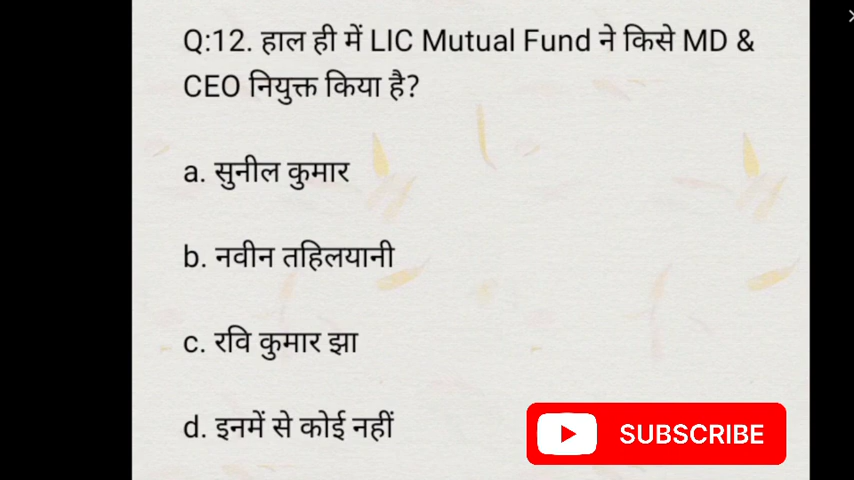 Q:12. हाल ही में LIC Mutual Fund ने किसे MD &
CEO नियुक्त किया है?
a. सुनील कुमार
b. नवीन तहिलयानी
c. रवि कुमार झा
d. इनमें से कोई नहीं
SUBSCRIBE